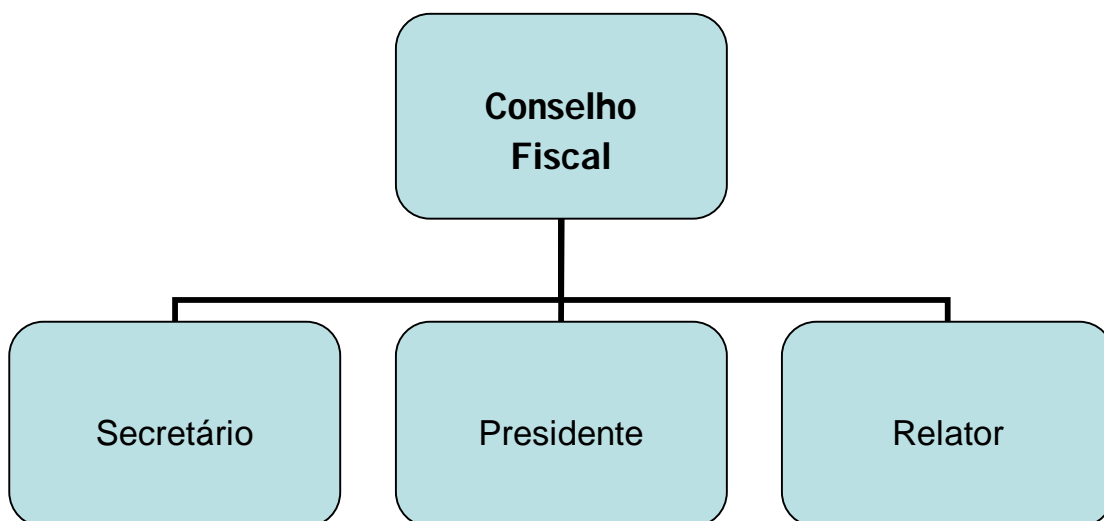 Conselho
Fiscal
Secretário
Presidente
Relator